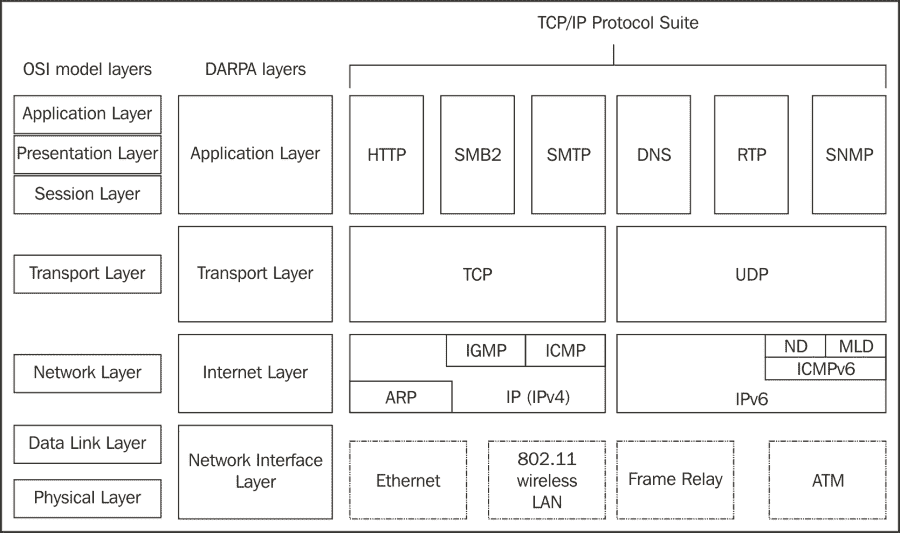 TCP/IP Protocol Suite
OSI model layers
DARPA layers
Application Layer
Presentation Layer
Session Layer
Application Layer
HTTP
SMB2
SMTP
DNS
RTP
SNMP
Transport Layer
Transport Layer
TCP
UDP
Network Layer
Internet Layer
IGMP
ICMP
ARP
IP (IPv4)
ND
MLD
ICMPv6
IPv6
Data Link Layer
Physical Layer
Network Interface
Layer
Ethernet
802.11
wireless
LAN
Frame Relay
ATM